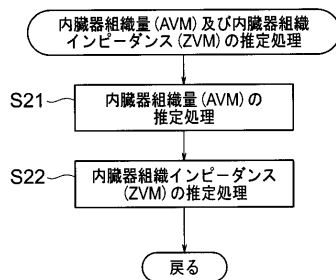 内臓器組織量(AVM)及び内臓器組織
インピーダンス(ZVM)の推定処理
S21
内臓器組織量(AVM)の
推定処理
S22
内臓器組織インピーダンス
(ZVM)の推定処理
戻る